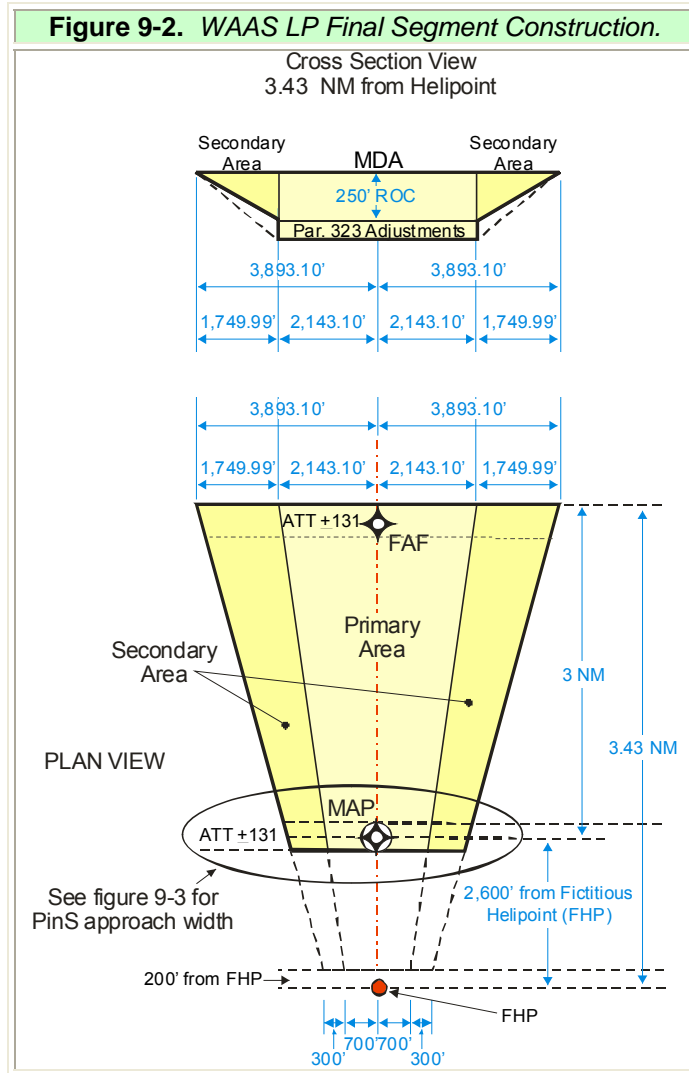 Figure 9-2. WAAS LP Final Segment Construction.
Cross Section View
3.43 NM from Helipoint
Secondary
Area
MDA
Secondary
Area
250' ROC
Par. 323 Adjustments
3,893.10' 3,893.10'
1,749.99' 2,143.10' 2,143.10' 1,749.99'
3,893.10' 3,893.10'
1,749.99' 2,143.10' 2,143.10' 1,749.99'
ATT ±131
FAF
Primary
Area
Secondary
Area
3 NM
3.43 NM
PLAN VIEW
MAP
ATT ±131
See figure 9-3 for
PinS approach width
2,600' from Fictitious
Helipoint (FHP)
200' from FHP
FHP
700' 700'
300' 300'